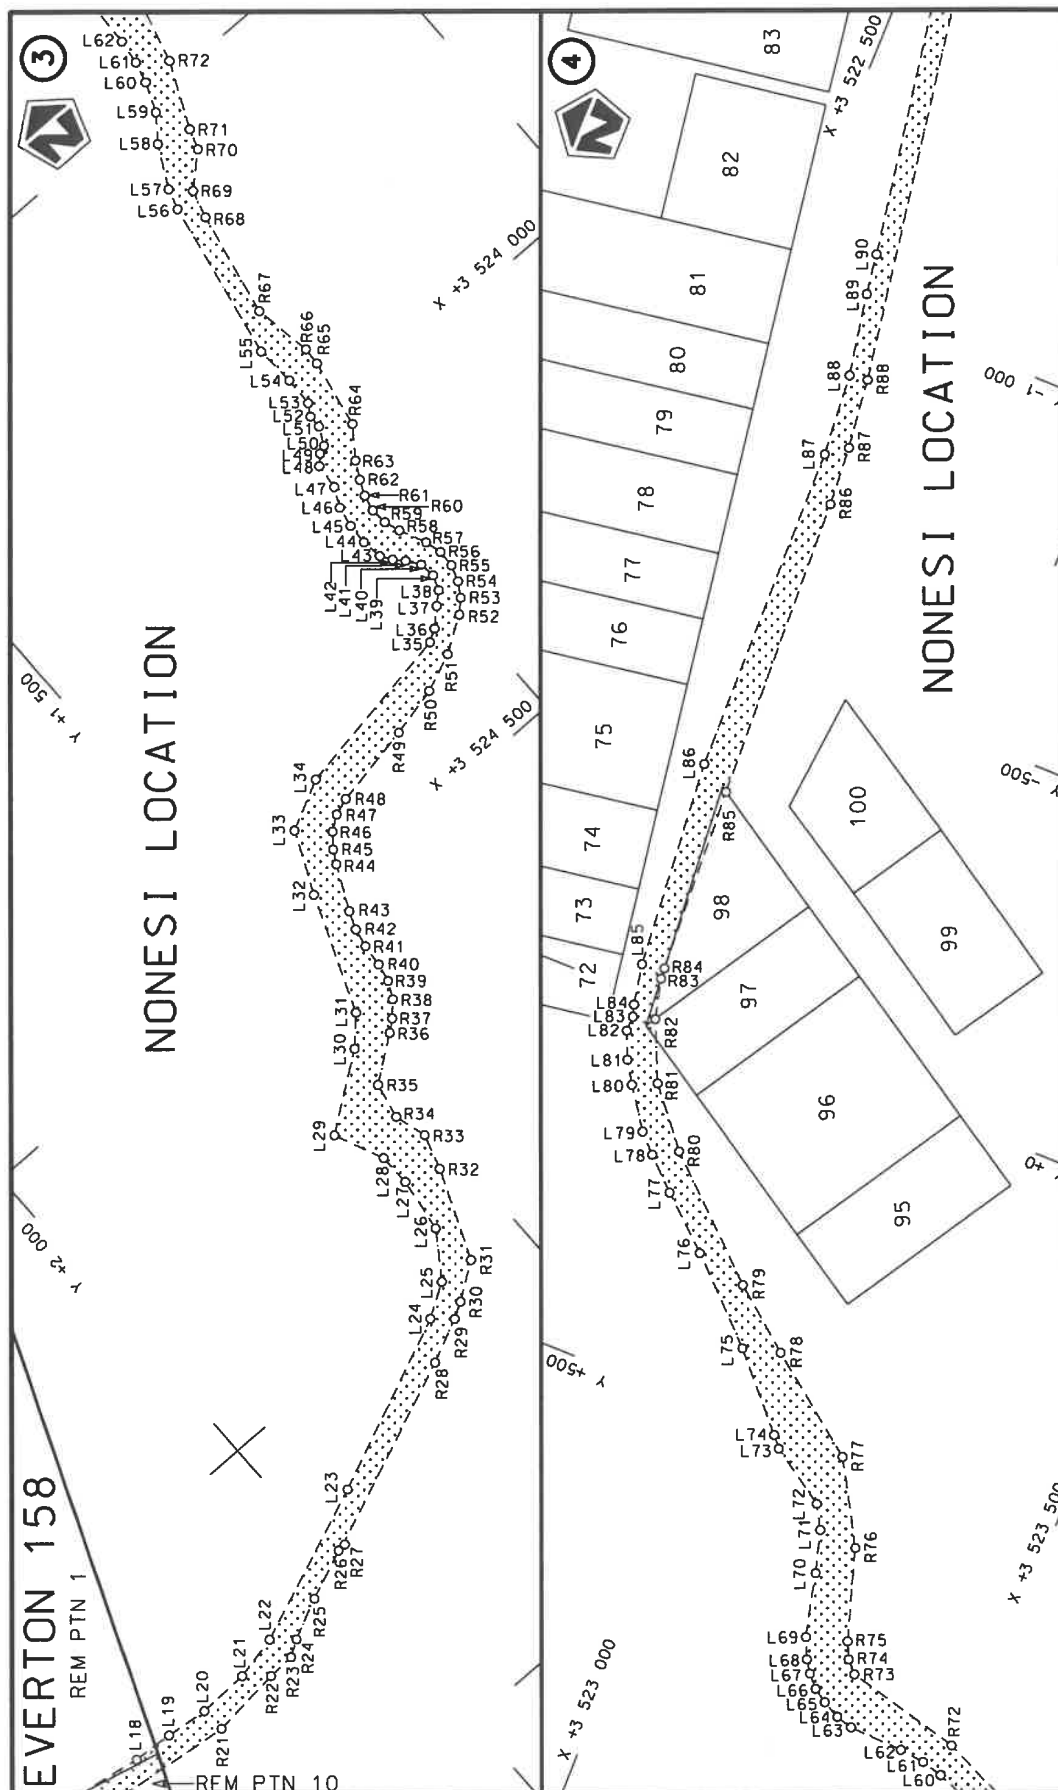 3
EVERTON 158
REM PTN 1
REM PTN 10
NONESI LOCATION
Y +2 000
Y +1 500
X +3 524 500
X +3 524 000
L18
L19
L20
L21
L22
L23
L24
L25
L26
L27
L28
L29
L30
L31
L32
L33
L34
L35
L36
L37
L38
L39
L40
L41
L42
L43
L44
L45
L46
L47
L48
L49
L50
L51
L52
L53
L54
L55
L56
L57
L58
L59
L60
L61
L62
R21
R22
R23
R24
R25
R26
R27
R28
R29
R30
R31
R32
R33
R34
R35
R36
R37
R38
R39
R40
R41
R42
R43
R44
R45
R46
R47
R48
R49
R50
R51
R52
R53
R54
R55
R56
R57
R58
R59
R60
R61
R62
R63
R64
R65
R66
R67
R68
R69
R70
R71
R72
4
NONESI LOCATION
X +3 523 000
X +3 523 500
X +3 522 500
Y +500
+0
Y -500
-1 000
L60
L61
L62
L63
L64
L65
L66
L67
L68
L69
L70
L71
L72
L73
L74
L75
L76
L77
L78
L79
L80
L81
L82
L83
L84
L85
L86
L87
L88
L89
L90
R72
R73
R74
R75
R76
R77
R78
R79
R80
R81
R82
R83
R84
R85
R86
R87
R88
72
73
74
75
76
77
78
79
80
81
82
83
95
96
97
98
99
100